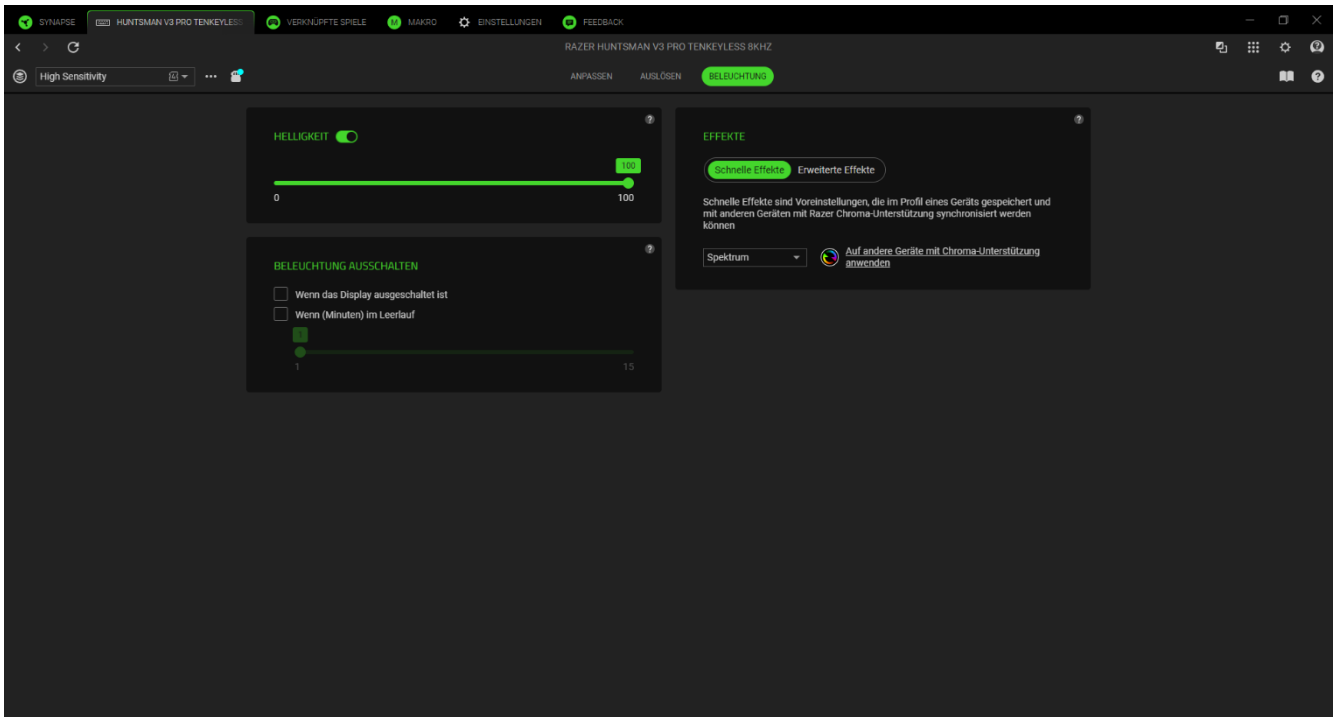 SYNAPSE HUNTSMAN V3 PRO TENKEYLESS VERKNÜPFTE SPIELE M MAKRO EINSTELLUNGEN FEEDBACK
RAZER HUNTSMAN V3 PRO TENKEYLESS 8KHZ
High Sensitivity ANPASSEN AUSLÖSEN BELEUCHTUNG
HELLIGKEIT
100
0 100
BELEUCHTUNG AUSSCHALTEN
Wenn das Display ausgeschaltet ist
Wenn (Minuten) im Leerlauf
1
1 15
EFFEKTE
Schnelle Effekte Erweiterte Effekte
Schnelle Effekte sind Voreinstellungen, die im Profil eines Geräts gespeichert und
mit anderen Geräten mit Razer Chroma-Unterstützung synchronisiert werden
können
Spektrum
Auf andere Geräte mit Chroma-Unterstützung
anwenden